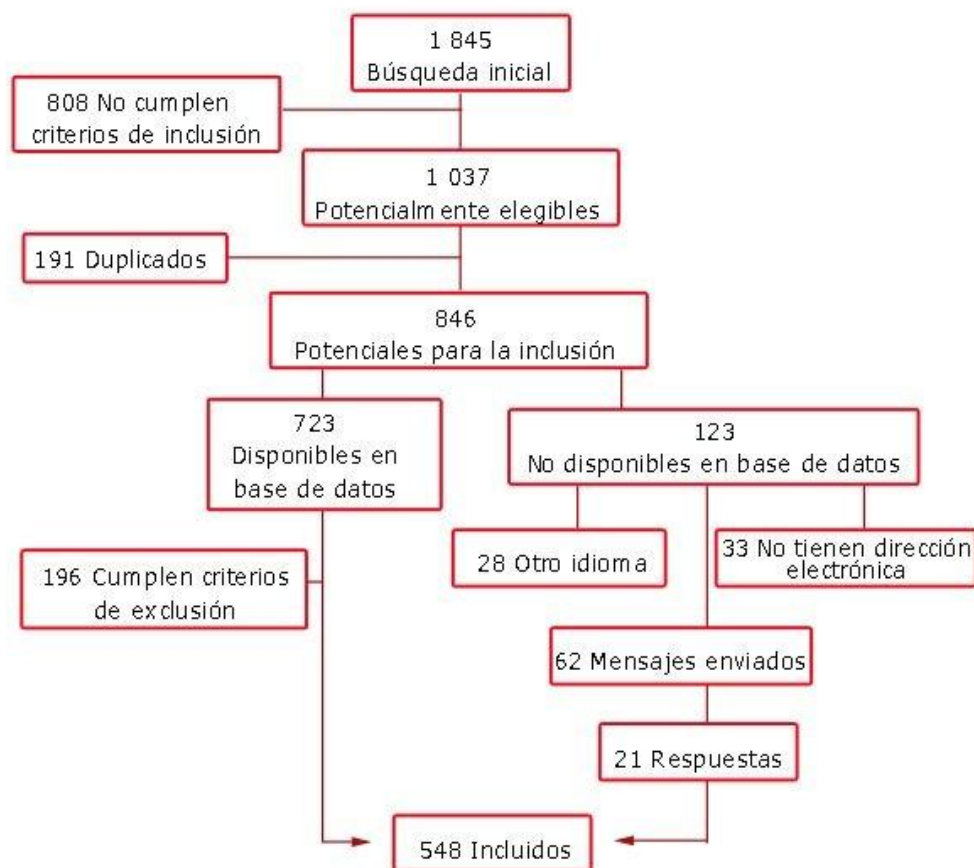 1 845
Búsqueda inicial
808 No cumplen
criterios de inclusión
1 037
Potencialmente elegibles
191 Duplicados
846
Potenciales para la inclusión
723
Disponibles en
base de datos
123
No disponibles en base de datos
28 Otro idioma
33 No tienen dirección
electrónica
196 Cumplen criterios
de exclusión
62 Mensajes enviados
21 Respuestas
548 Incluidos